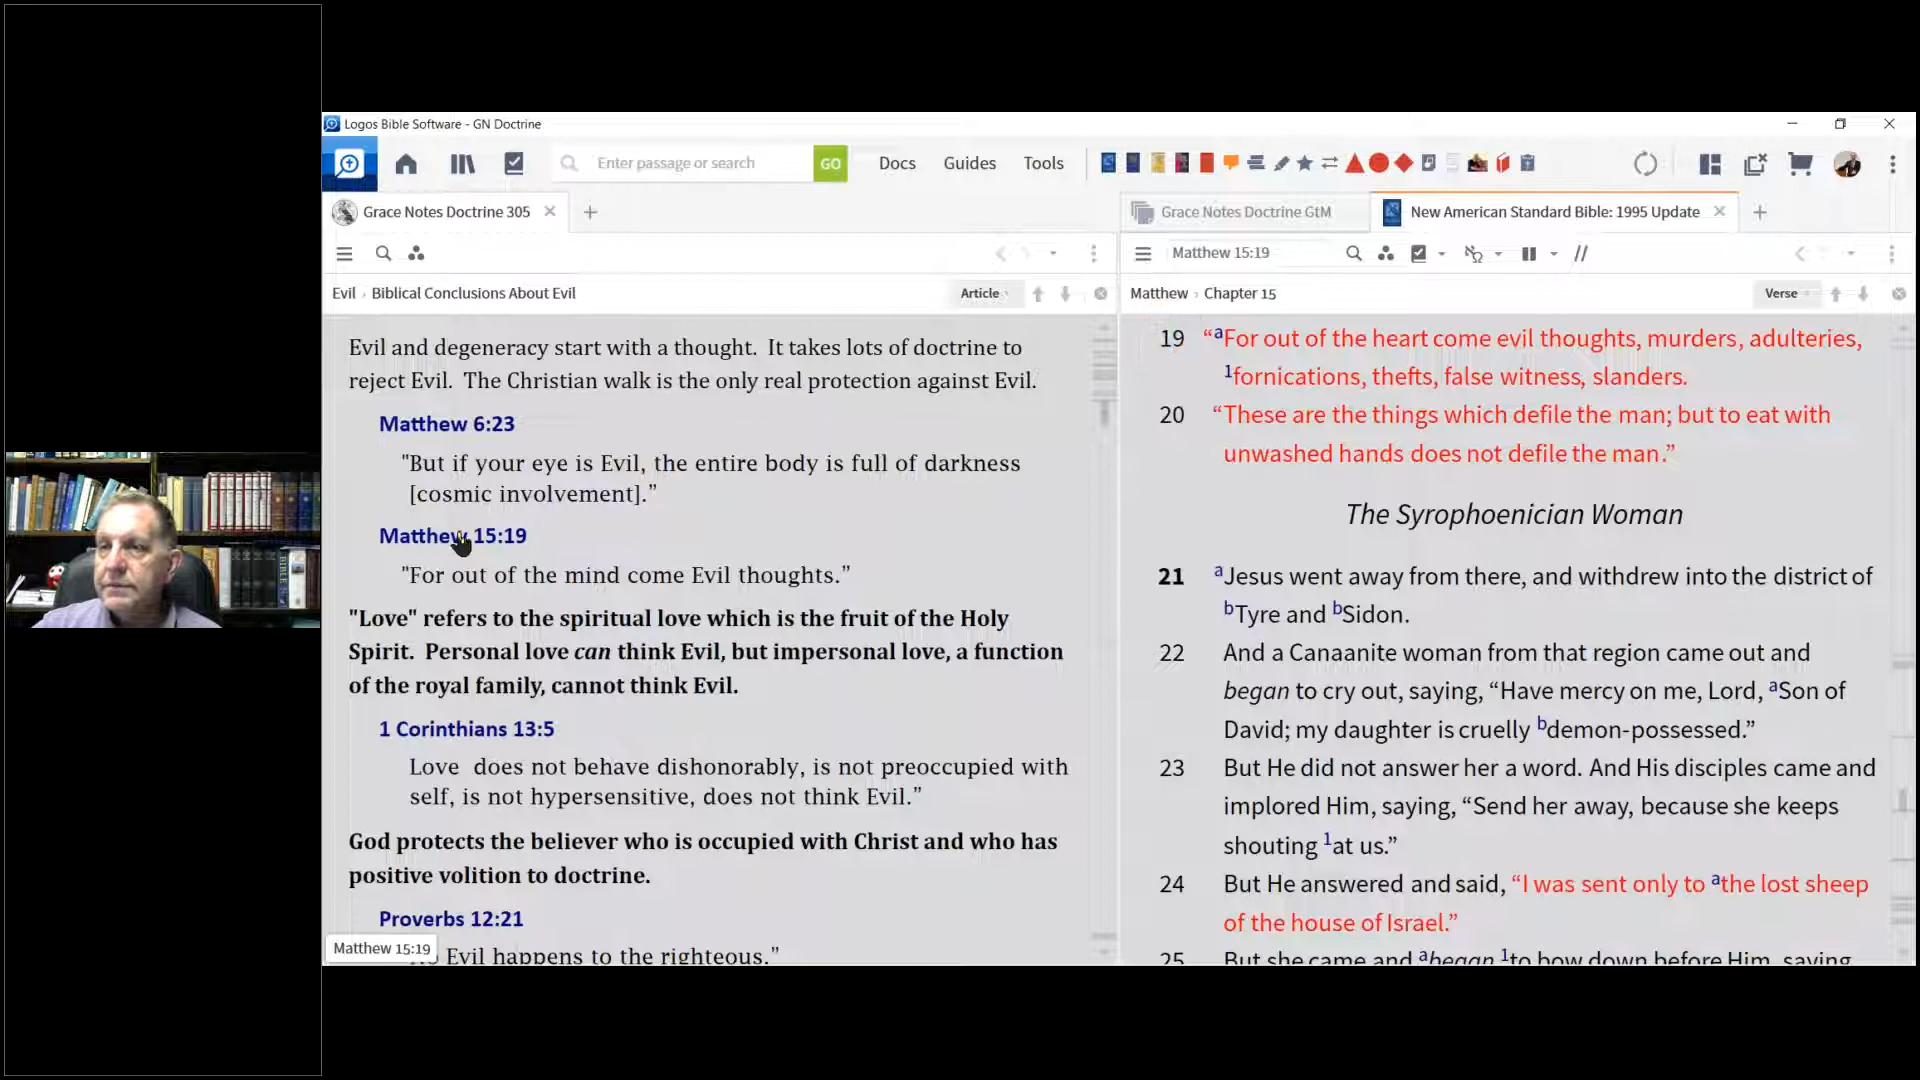 Logos Bible Software - GN Doctrine
Enter passage or search
GO
Docs
Guides
Tools
Grace Notes Doctrine 305
Evil › Biblical Conclusions About Evil
Article
Evil and degeneracy start with a thought.  It takes lots of doctrine to
reject Evil.  The Christian walk is the only real protection against Evil.
Matthew 6:23
"But if your eye is Evil, the entire body is full of darkness
[cosmic involvement]."
Matthew 15:19
"For out of the mind come Evil thoughts."
"Love" refers to the spiritual love which is the fruit of the Holy
Spirit.  Personal love can think Evil, but impersonal love, a function
of the royal family, cannot think Evil.
1 Corinthians 13:5
Love  does not behave dishonorably, is not preoccupied with
self, is not hypersensitive, does not think Evil."
God protects the believer who is occupied with Christ and who has
positive volition to doctrine.
Proverbs 12:21
Evil happens to the righteous."
Matthew 15:19
Grace Notes Doctrine GtM
New American Standard Bible: 1995 Update
Matthew 15:19
Matthew › Chapter 15
Verse
19 “aFor out of the heart come evil thoughts, murders, adulteries,
1fornications, thefts, false witness, slanders.
20 “These are the things which defile the man; but to eat with
unwashed hands does not defile the man.”
The Syrophoenician Woman
21 aJesus went away from there, and withdrew into the district of
bTyre and bSidon.
22 And a Canaanite woman from that region came out and
began to cry out, saying, “Have mercy on me, Lord, aSon of
David; my daughter is cruelly bdemon-possessed.”
23 But He did not answer her a word. And His disciples came and
implored Him, saying, “Send her away, because she keeps
shouting 1at us.”
24 But He answered and said, “I was sent only to athe lost sheep
of the house of Israel.”
25 But she came and abegan 1to bow down before Him, saying,
BIBLE